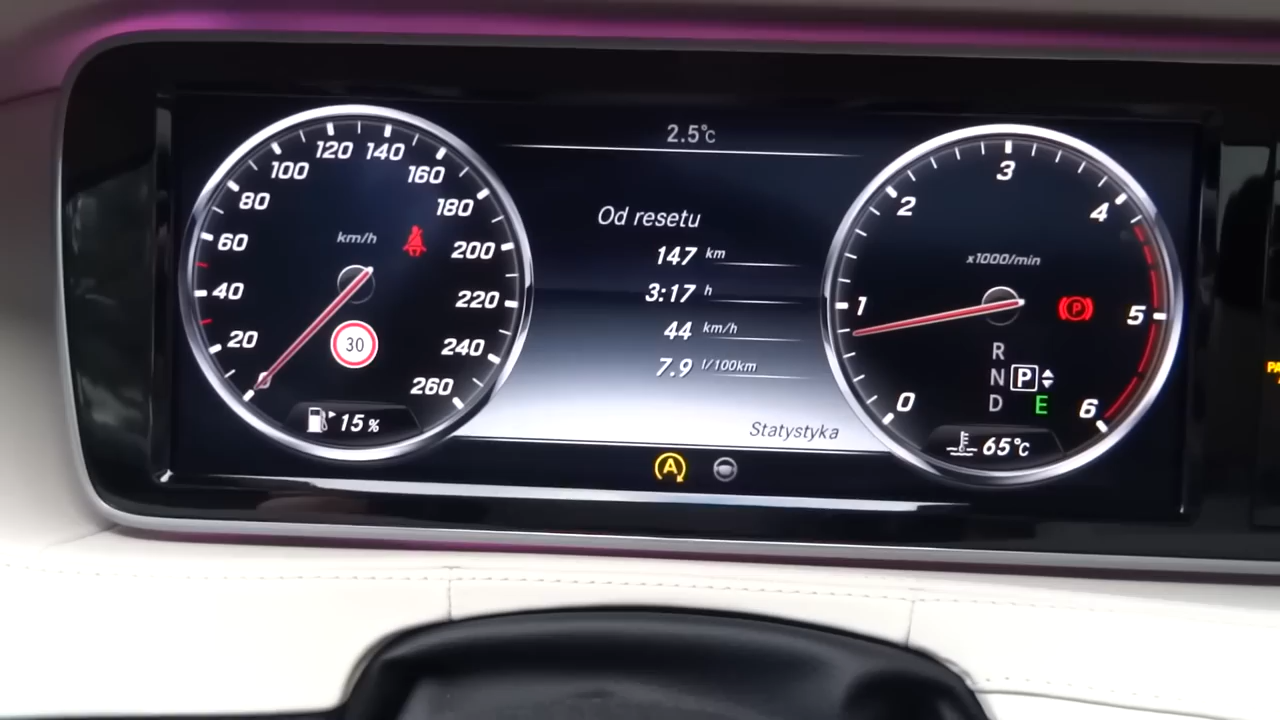 2.5°C
20
40
60
80
100
120
140
160
180
200
220
240
260
km/h
30
15 %
Od resetu
147 km
3:17 h
44 km/h
7.9 l/100km
Statystyka
A
0
1
2
3
4
5
6
x1000/min
P
R
N P
D E
65°C
PA